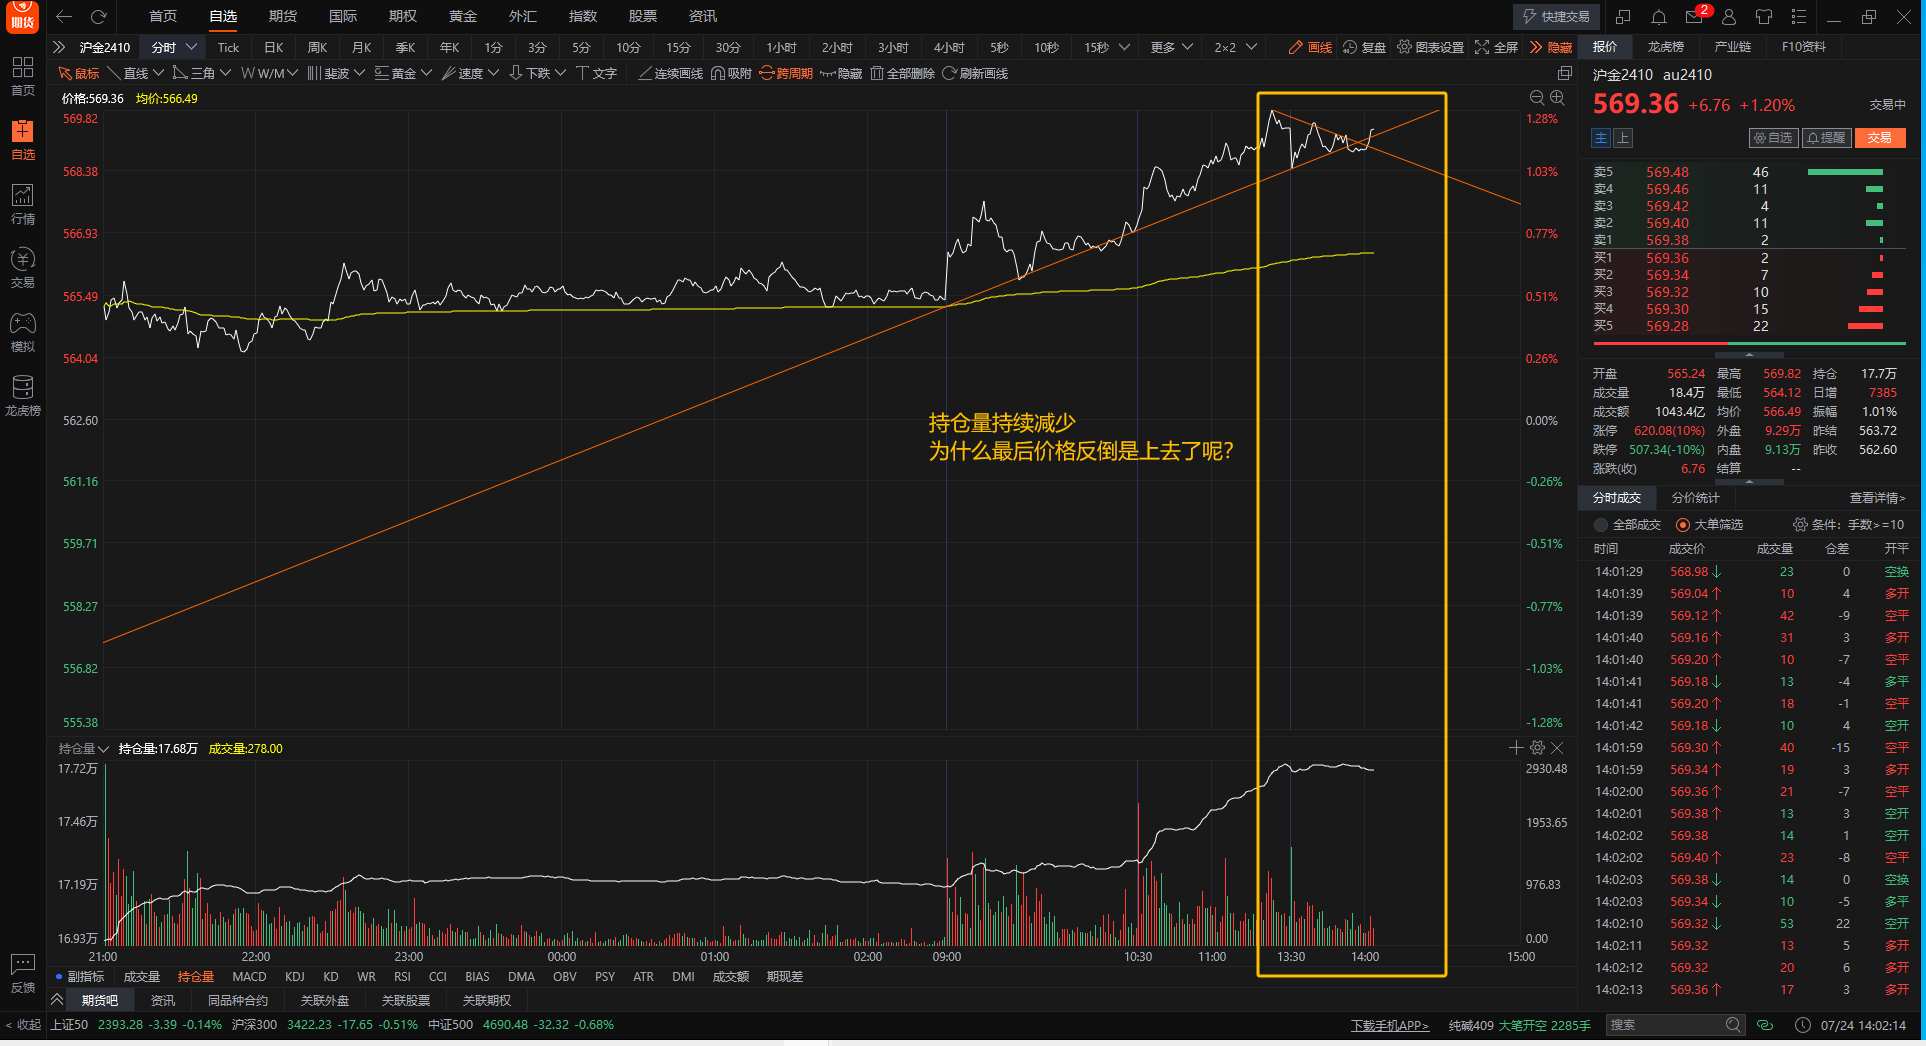 期货
首页 自选 期货 国际 期权 黄金 外汇 指数 股票 资讯
快捷交易 2
沪金2410 分时 Tick 日K 周K 月K 季K 年K 1分 3分 5分 10分 15分 30分 1小时 2小时 3小时 4小时 5秒 10秒 15秒 更多 2×2 画线 复盘 图表设置 全屏 隐藏
鼠标 直线 三角 W/M 斐波 黄金 速度 下跌 文字 连续画线 吸附 跨周期 隐藏 全部删除 刷新画线
首页
自选
行情
交易
模拟
龙虎榜
反馈
< 收起
价格:569.36 均价:566.49
569.82 1.28%
568.38 1.03%
566.93 0.77%
565.49 0.51%
564.04 0.26%
562.60 0.00%
561.16 -0.26%
559.71 -0.51%
558.27 -0.77%
556.82 -1.03%
555.38 -1.28%
持仓量持续减少
为什么最后价格反倒是上去了呢?
持仓量 持仓量:17.68万 成交量:278.00
17.72万 2930.48
17.46万 1953.65
17.19万 976.83
16.93万 0.00
21:00 22:00 23:00 00:00 01:00 02:00 09:00 10:30 11:00 13:30 14:00 15:00
副指标 成交量 持仓量 MACD KDJ KD WR RSI CCI BIAS DMA OBV PSY ATR DMI 成交额 期现差
期货吧 资讯 同品种合约 关联外盘 关联股票 关联期权
报价 龙虎榜 产业链 F10资料
沪金2410 au2410
569.36 +6.76 +1.20% 交易中
主 上 自选 提醒 交易
卖5 569.48 46
卖4 569.46 11
卖3 569.42 4
卖2 569.40 11
卖1 569.38 2
买1 569.36 2
买2 569.34 7
买3 569.32 10
买4 569.30 15
买5 569.28 22
开盘 565.24 最高 569.82 持仓 17.7万
成交量 18.4万 最低 564.12 日增 7385
成交额 1043.4亿 均价 566.49 振幅 1.01%
涨停 620.08(10%) 外盘 9.29万 昨结 563.72
跌停 507.34(-10%) 内盘 9.13万 昨收 562.60
涨跌(收) 6.76 结算 --
分时成交 分价统计 查看详情>
全部成交 大单筛选 条件：手数>=10
时间 成交价 成交量 仓差 开平
14:01:29 568.98↓ 23 0 空换
14:01:39 569.04↑ 10 4 多开
14:01:39 569.12↑ 42 -9 空平
14:01:40 569.16↑ 31 3 多开
14:01:40 569.20↑ 10 -7 空平
14:01:41 569.18↓ 13 -4 多平
14:01:41 569.20↑ 18 -1 空平
14:01:42 569.18↓ 10 4 空开
14:01:59 569.30↑ 40 -15 空平
14:01:59 569.34↑ 19 3 多开
14:02:00 569.36↑ 21 -7 空平
14:02:01 569.38↑ 13 3 空开
14:02:02 569.38 14 1 空开
14:02:02 569.40↑ 23 -8 空平
14:02:03 569.38↓ 14 0 空换
14:02:03 569.34↓ 10 -5 多平
14:02:10 569.32↓ 53 22 空开
14:02:11 569.32 13 5 多开
14:02:12 569.32 20 6 多开
14:02:13 569.36↑ 17 3 多开
上证50 2393.28 -3.39 -0.14% 沪深300 3422.23 -17.65 -0.51% 中证500 4690.48 -32.32 -0.68% 下载手机APP> 纯碱409 大笔开空 2285手 搜索 07/24 14:02:14